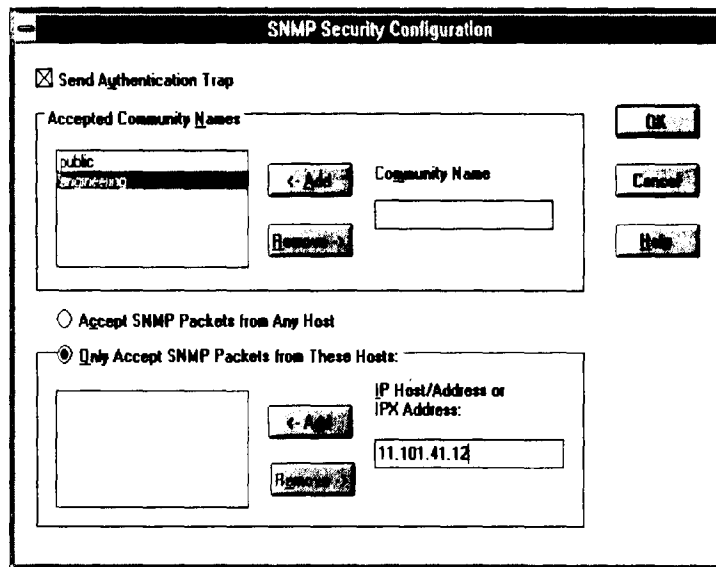 SNMP Security Configuration
Send Authentication Trap
Accepted Community Names
public
engineering
<- Add
Remove ->
Community Name
OK
Cancel
Help
Accept SNMP Packets from Any Host
Only Accept SNMP Packets from These Hosts:
<- Add
Remove ->
IP Host/Address or
IPX Address:
11.101.41.12